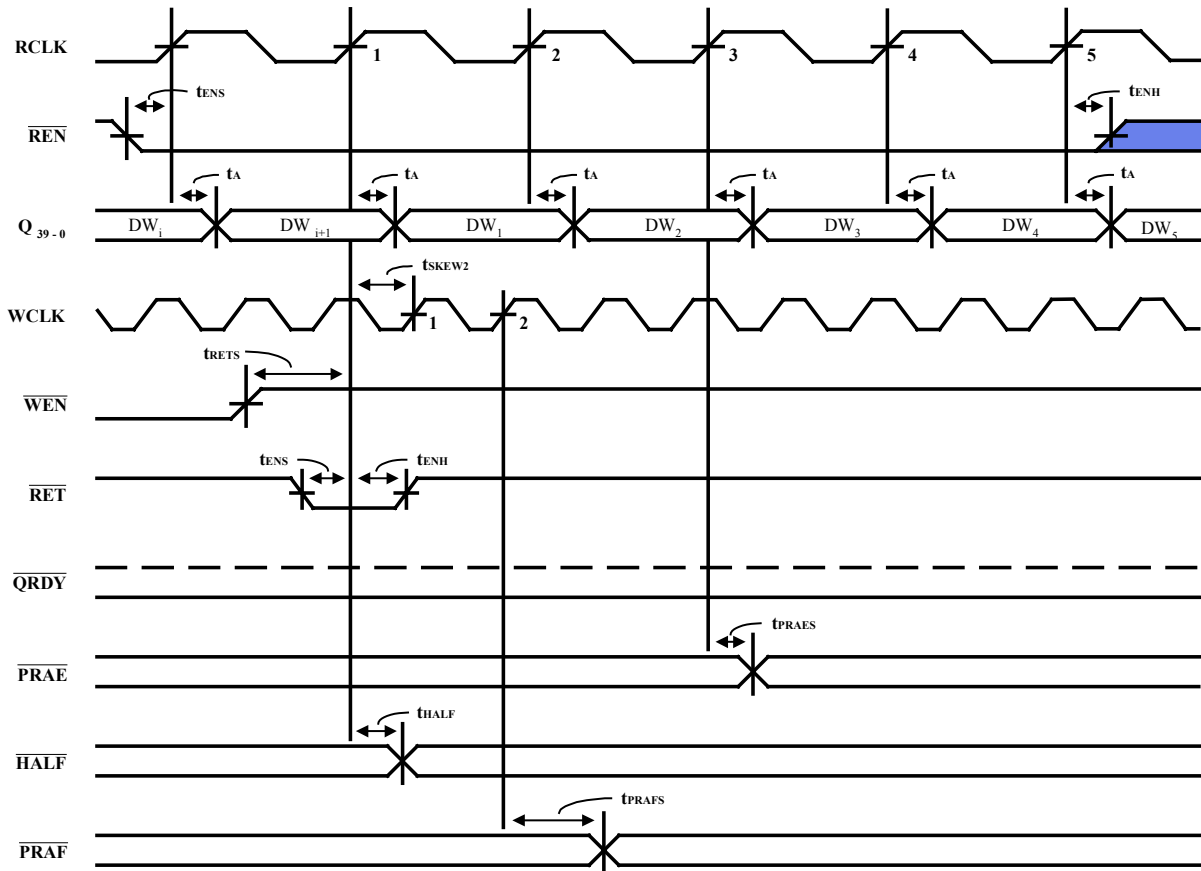 RCLK
1 2 3 4 5
tENS tENH
REN
tA tA tA tA tA tA
Q 39 - 0 DWi DW i+1 DW1 DW2 DW3 DW4 DW5
tSKEW2
WCLK 1 2
tRETS
WEN
tENS tENH
RET
QRDY
tPRAES
PRAE
tHALF
HALF
tPRAFS
PRAF